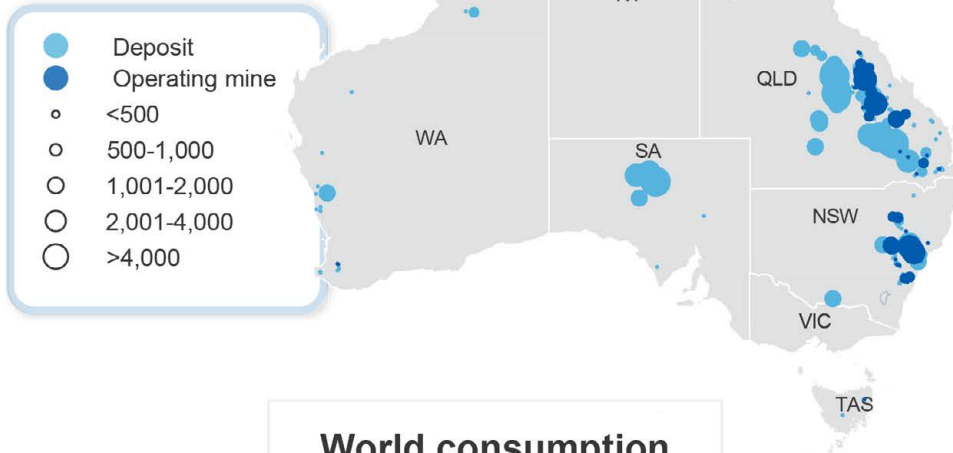 Deposit
Operating mine
<500
500-1,000
1,001-2,000
2,001-4,000
>4,000
QLD
WA
SA
NSW
VIC
TAS
World consumption